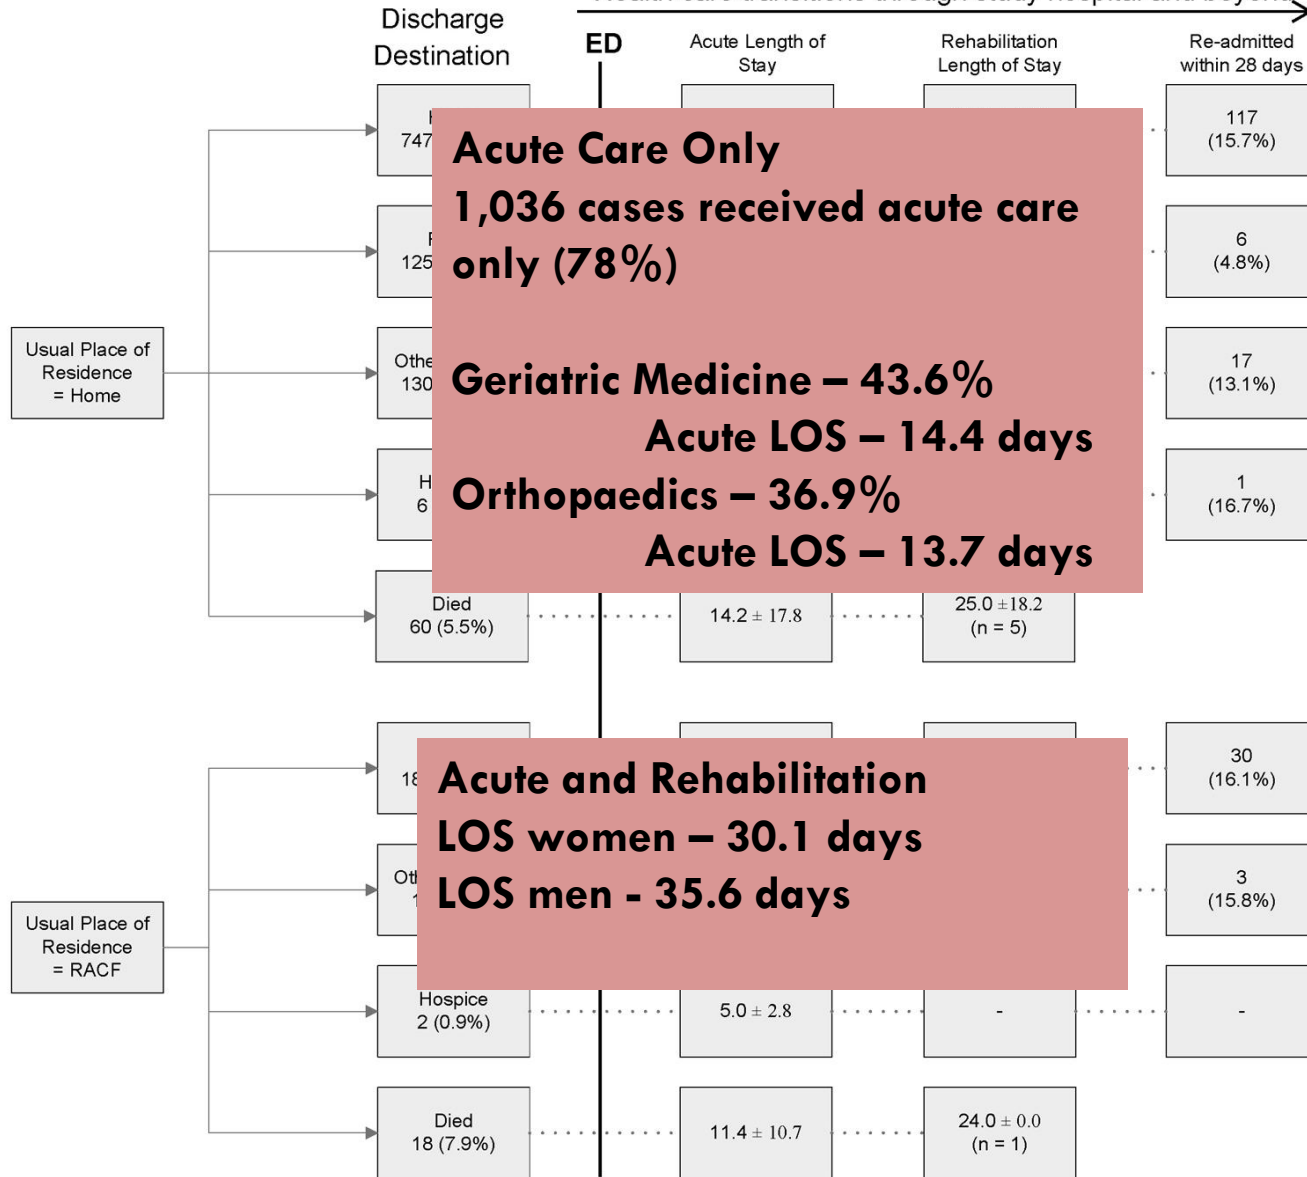 Discharge
Destination
ED
Acute Length of
Stay
Rehabilitation
Length of Stay
Re-admitted
within 28 days
747
117
(15.7%)
125
6
(4.8%)
130
17
(13.1%)
6
1
(16.7%)
Usual Place of
Residence
= Home
Acute Care Only
1,036 cases received acute care
only (78%)
Geriatric Medicine – 43.6%
Acute LOS – 14.4 days
Orthopaedics – 36.9%
Acute LOS – 13.7 days
Died
60 (5.5%)
14.2 ± 17.8
25.0 ±18.2
(n = 5)
30
(16.1%)
3
(15.8%)
Usual Place of
Residence
= RACF
Acute and Rehabilitation
LOS women – 30.1 days
LOS men - 35.6 days
Hospice
2 (0.9%)
5.0 ± 2.8
-
-
Died
18 (7.9%)
11.4 ± 10.7
24.0 ± 0.0
(n = 1)